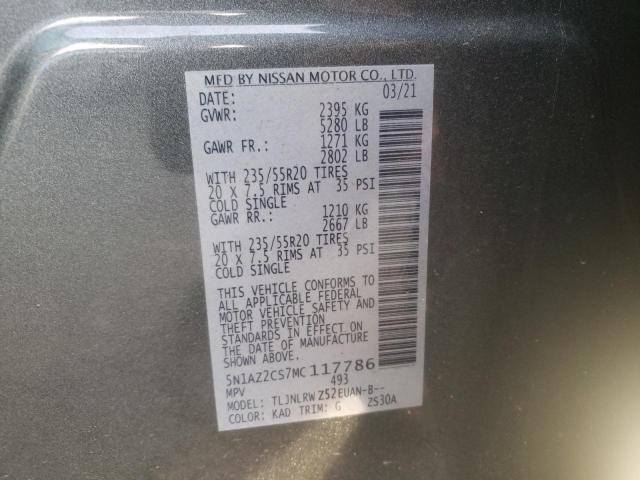 MFD BY NISSAN MOTOR CO., LTD.
DATE: 03/21
GVWR: 2395 KG
5280 LB
GAWR FR.: 1271 KG
2802 LB
WITH 235/55R20 TIRES
20 X 7.5 RIMS AT 35 PSI
COLD SINGLE
GAWR RR.: 1210 KG
2667 LB
WITH 235/55R20 TIRES
20 X 7.5 RIMS AT 35 PSI
COLD SINGLE
THIS VEHICLE CONFORMS TO
ALL APPLICABLE FEDERAL
MOTOR VEHICLE SAFETY AND
THEFT PREVENTION
STANDARDS IN EFFECT ON
THE DATE OF MANUFACTURE
SHOWN ABOVE.
5N1AZ2CS7MC117786
MPV 493
MODEL: TLJNLRW Z52EUAN-B--
COLOR: KAD TRIM: G ZS30A